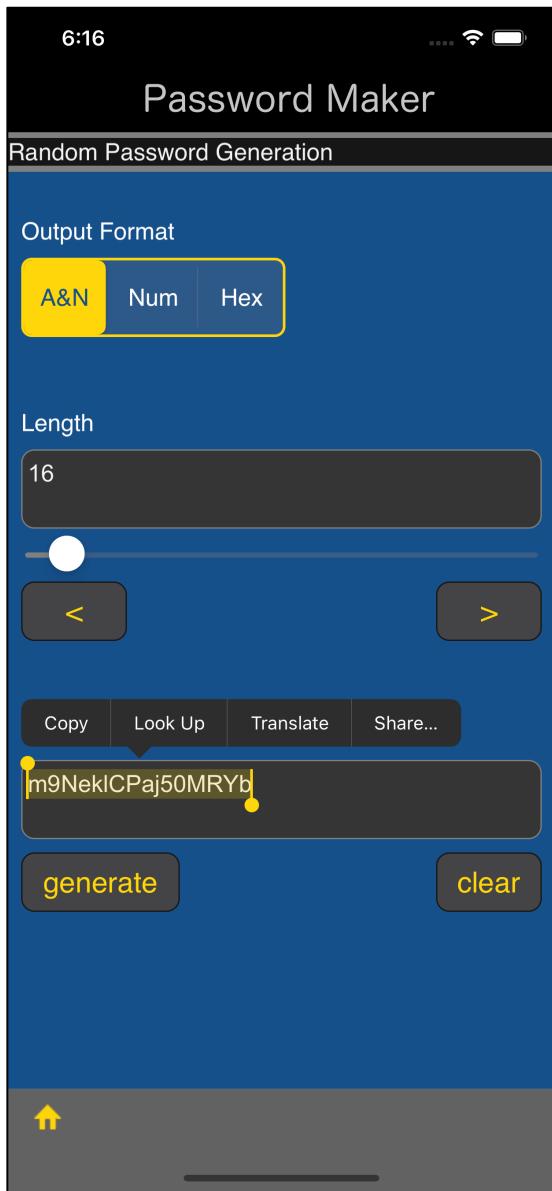 6:16
Password Maker
Random Password Generation
Output Format
A&N Num Hex
Length
16
< >
Copy Look Up Translate Share...
m9NeklCPaj50MRYb
generate clear